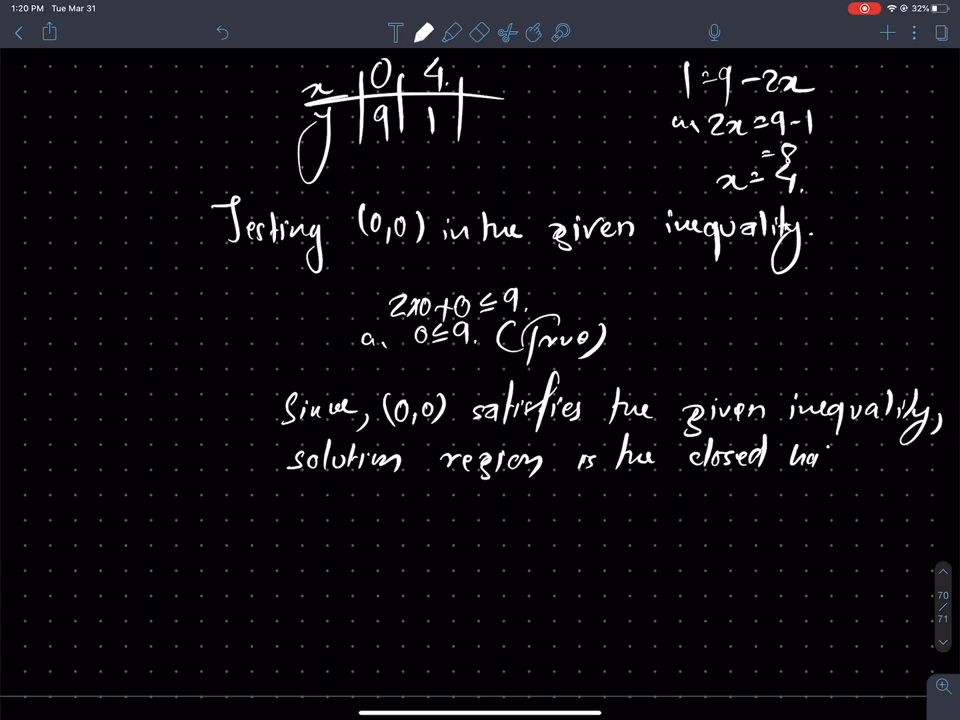 1:20 PM Tue Mar 31
32%
x 0 4.
y 9 1
1 = 9 - 2x
or, 2x = 9 - 1
= 8
x = 4.
Testing (0,0) in the given inequality.
2x0+0 ≤ 9.
or, 0 ≤ 9. (True)
Since, (0,0) satisfies the given inequality,
solution region is the closed ha
70
/
71